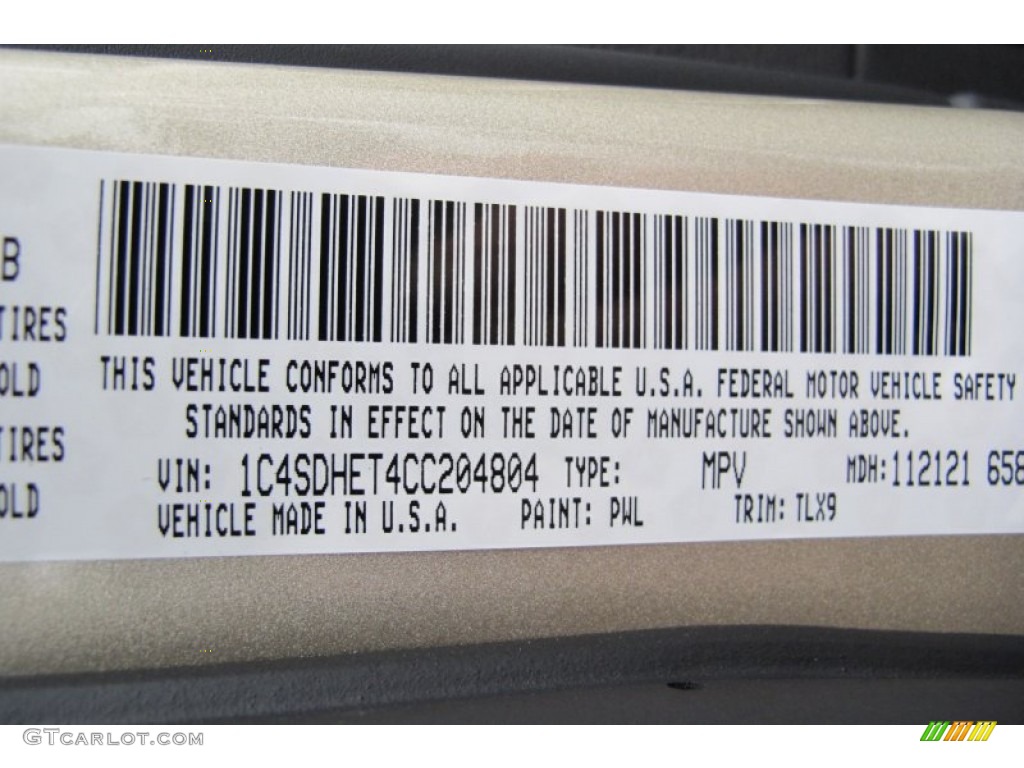 B
TIRES
OLD
TIRES
OLD
THIS VEHICLE CONFORMS TO ALL APPLICABLE U.S.A. FEDERAL MOTOR VEHICLE SAFETY
STANDARDS IN EFFECT ON THE DATE OF MANUFACTURE SHOWN ABOVE.
VIN: 1C4SDHET4CC204804 TYPE: MPV MDH:112121 658
VEHICLE MADE IN U.S.A. PAINT: PWL TRIM: TLX9
GTCARLOT.COM